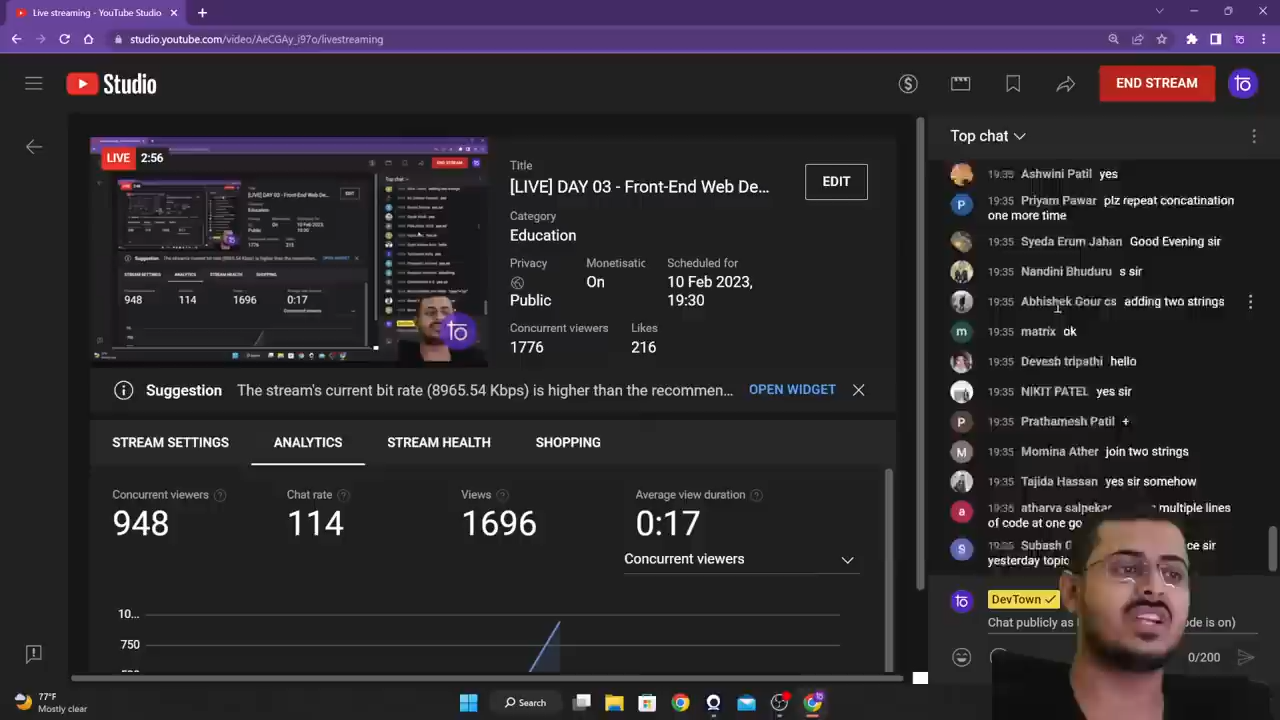 Live streaming - YouTube Studio
studio.youtube.com/video/AeCGAy_i97o/livestreaming
Studio
END STREAM
LIVE 2:56
Title
[LIVE] DAY 03 - Front-End Web De...
EDIT
Category
Education
Privacy
Monetisatic
Scheduled for
Public
On
10 Feb 2023,
19:30
Concurrent viewers
Likes
1776
216
Suggestion The stream's current bit rate (8965.54 Kbps) is higher than the recommen... OPEN WIDGET
STREAM SETTINGS ANALYTICS STREAM HEALTH SHOPPING
Concurrent viewers
948
Chat rate
114
Views
1696
Average view duration
0:17
Concurrent viewers
10...
750
Top chat
19:35 Ashwini Patil yes
19:35 Priyam Pawar plz repeat concatination
one more time
19:35 Syeda Erum Jahan Good Evening sir
19:35 Nandini Bhuduru s sir
19:35 Abhishek Gour cs adding two strings
19:35 matrix ok
19:35 Devesh tripathi hello
19:35 NIKIT PATEL yes sir
19:35 Prathamesh Patil +
19:35 Momina Ather join two strings
19:35 Tajida Hassan yes sir somehow
19:35 atharva salpekar multiple lines
of code at one go
19:35 Subash ce sir
yesterday topic
DevTown
Chat publicly as
de is on)
0/200
77°F
Mostly clear
Search